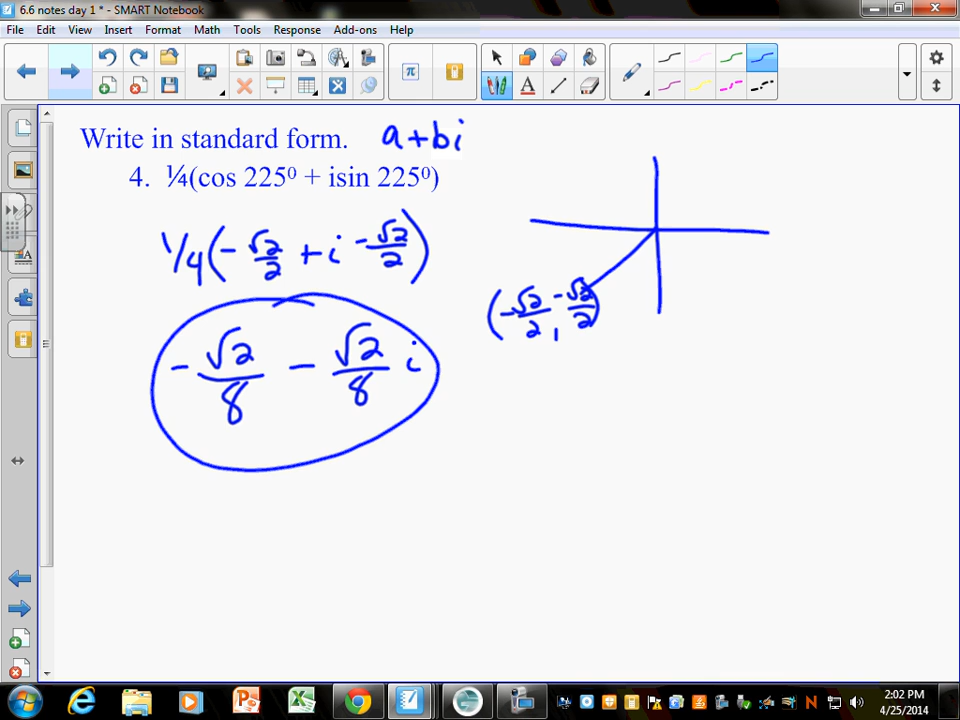 6.6 notes day 1 * - SMART Notebook
File Edit View Insert Format Math Tools Response Add-ons Help
Write in standard form. a+bi
4. ¼(cos 225⁰ + isin 225⁰)
1/4(-√2/2 + i -√2/2)
(-√2/2, -√2/2)
-√2/8 - √2/8 i
2:02 PM
4/25/2014